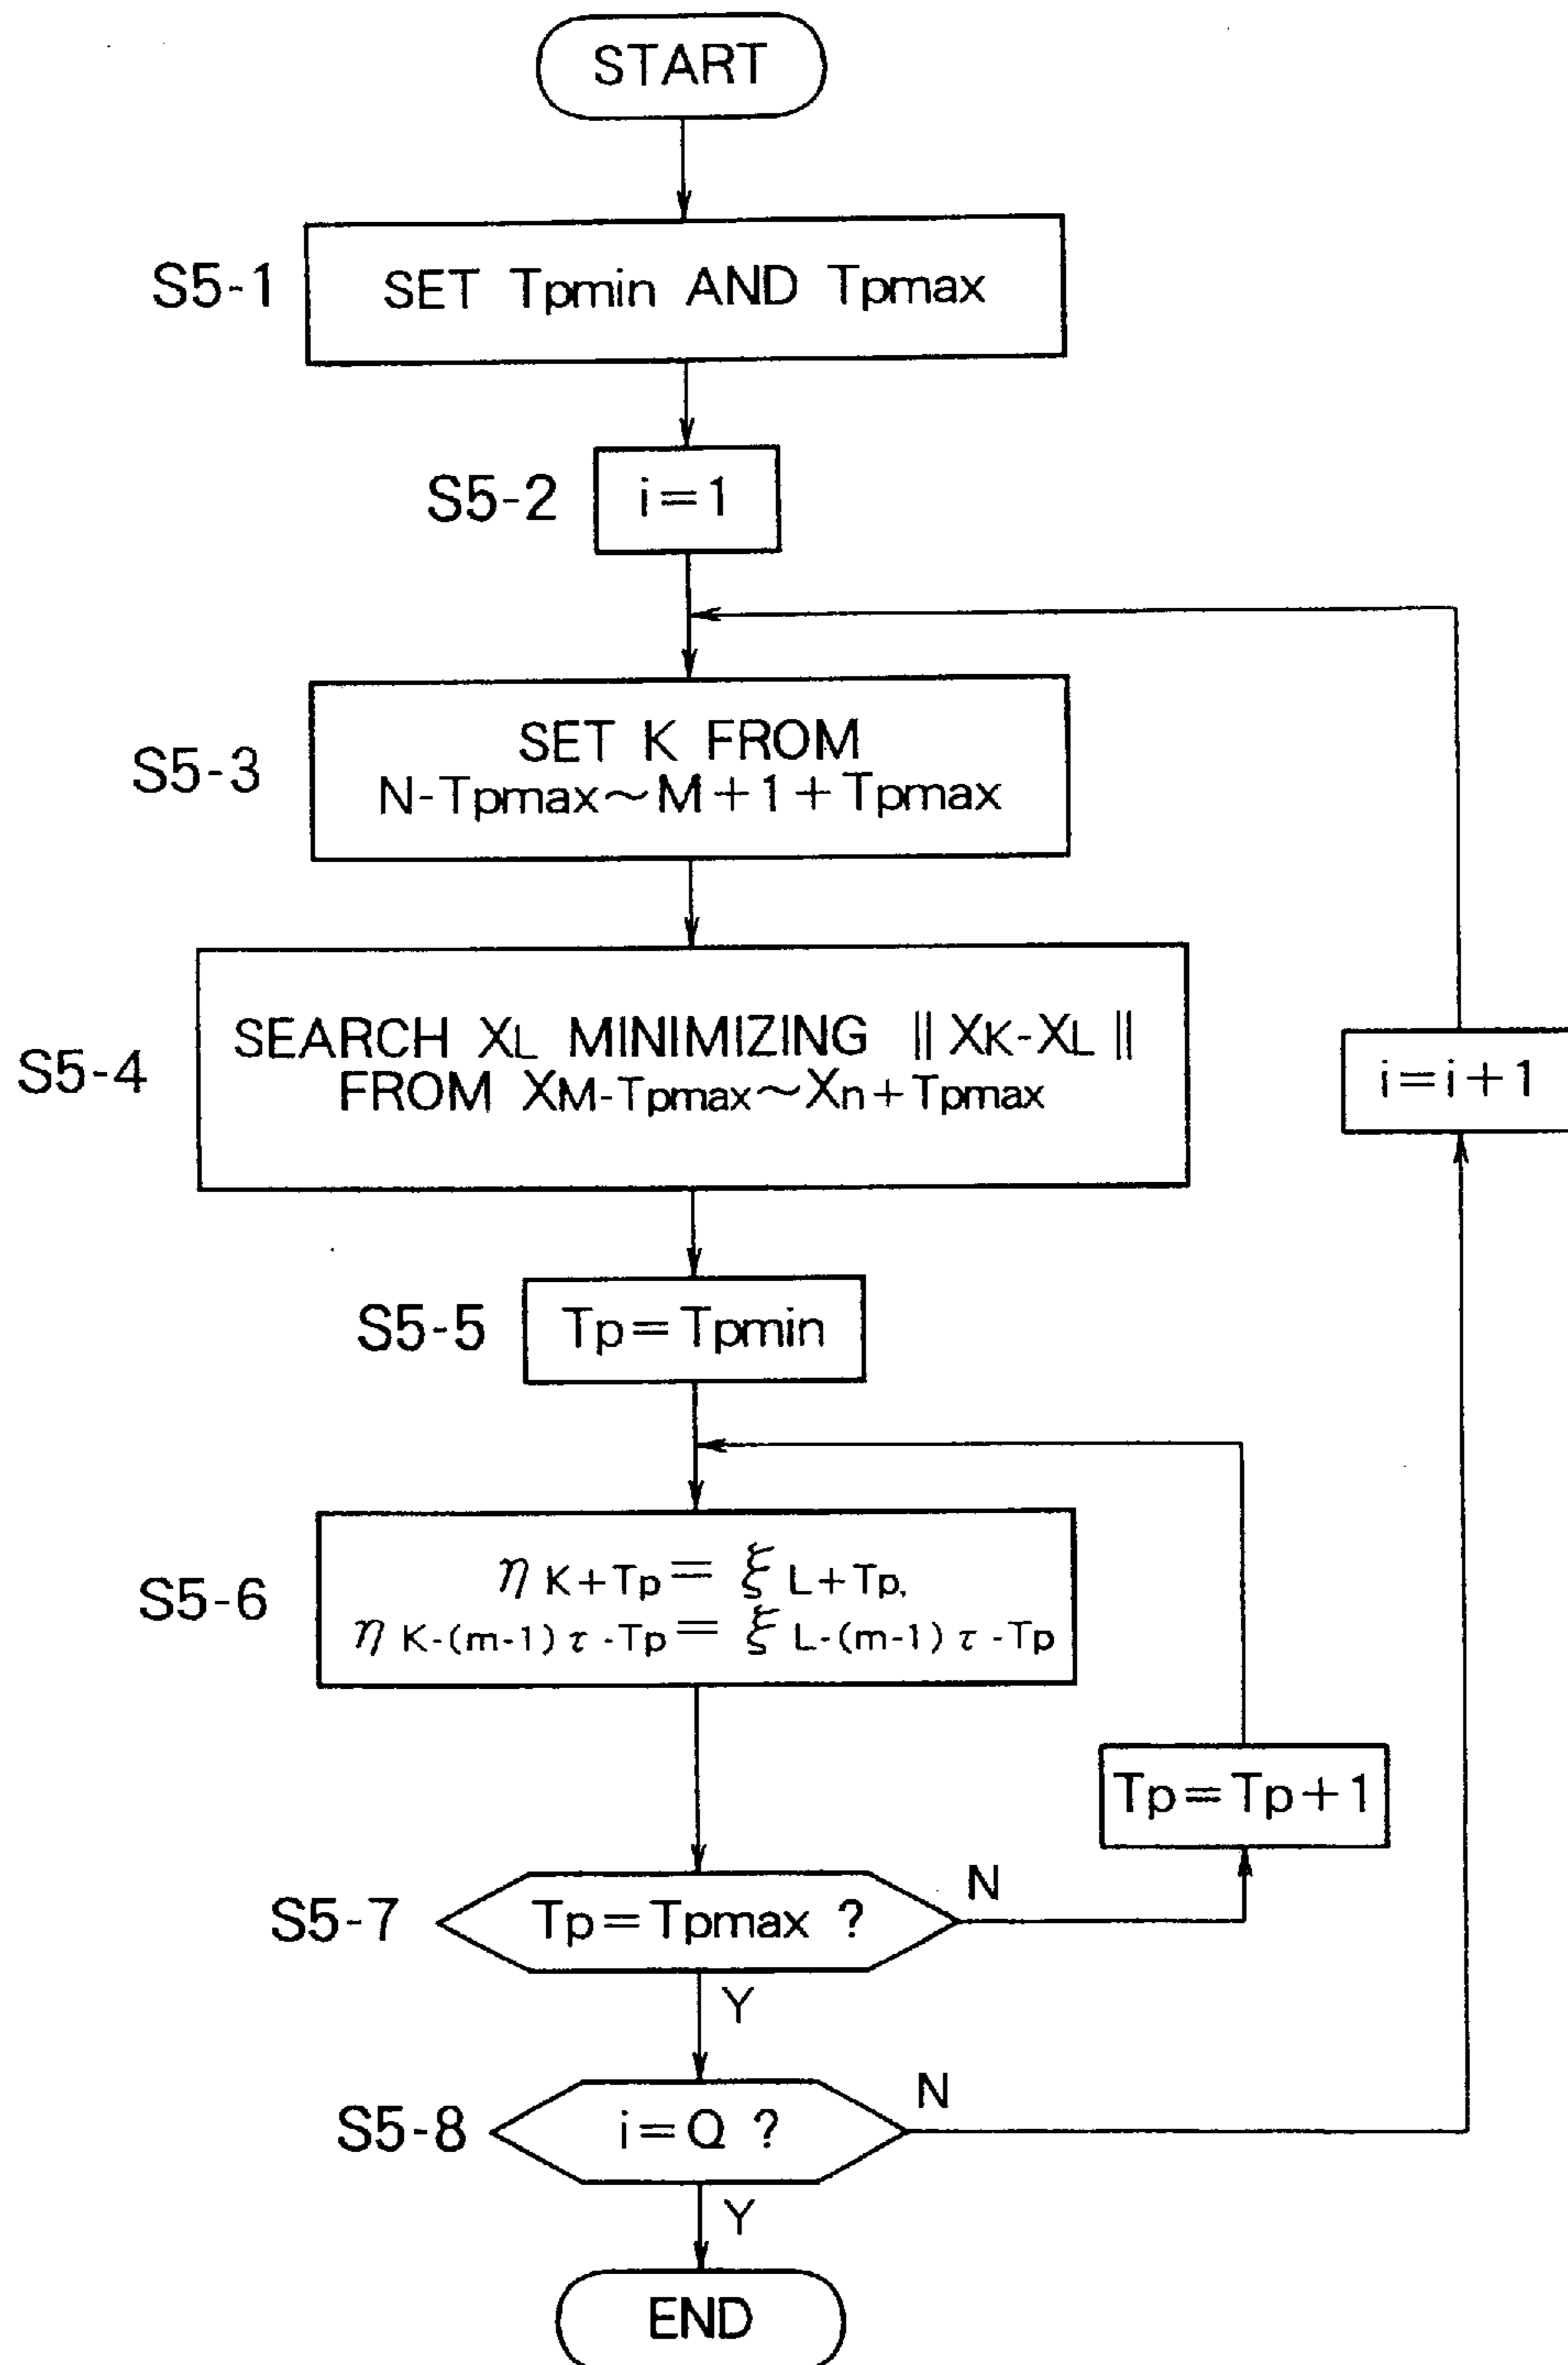 START
S5-1
SET Tpmin AND Tpmax
S5-2
i=1
S5-3
SET K FROM
N-Tpmax~M+1+Tpmax
S5-4
SEARCH XL MINIMIZING ||XK-XL||
FROM XM-Tpmax~Xn+Tpmax
i=i+1
S5-5
Tp=Tpmin
S5-6
η K+Tp= ξ L+Tp,
η K-(m-1) τ -Tp= ξ L-(m-1) τ -Tp
Tp=Tp+1
S5-7
Tp=Tpmax ?
N
Y
S5-8
i=Q ?
N
Y
END